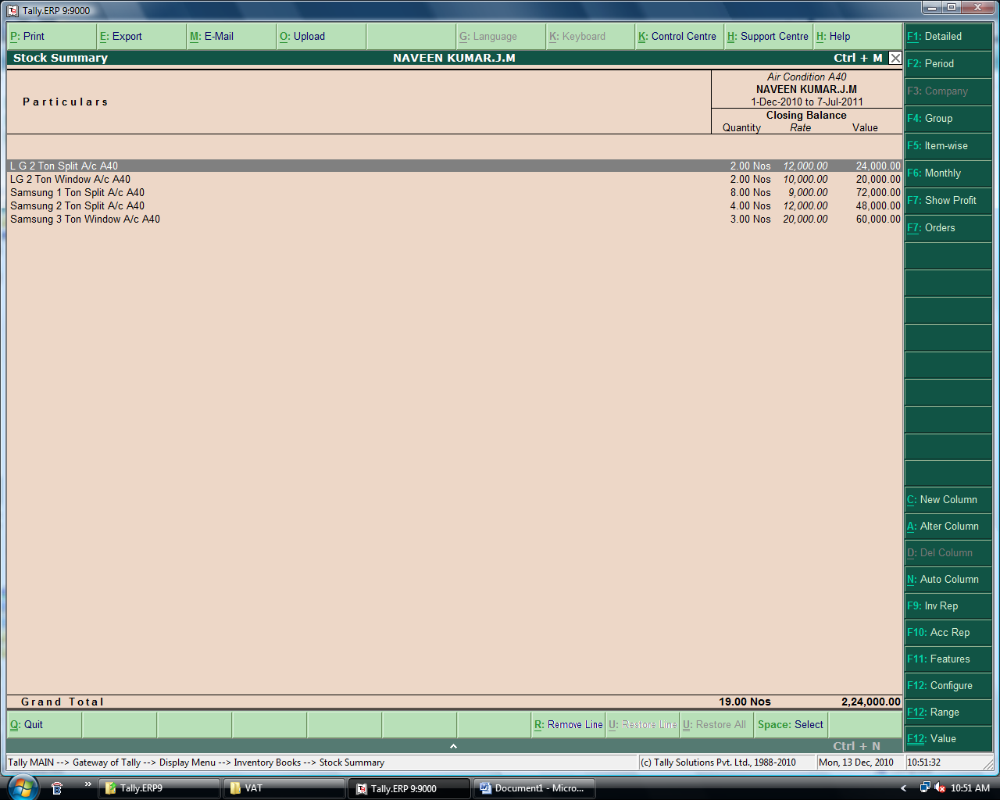 Tally.ERP 9:9000
P: Print E: Export M: E-Mail O: Upload G: Language K: Keyboard K: Control Centre H: Support Centre H: Help
Stock Summary NAVEEN KUMAR.J.M Ctrl + M
Particulars
Air Condition A40
NAVEEN KUMAR.J.M
1-Dec-2010 to 7-Jul-2011
Closing Balance
Quantity Rate Value
L G 2 Ton Split A/c A40 2.00 Nos 12,000.00 24,000.00
LG 2 Ton Window A/c A40 2.00 Nos 10,000.00 20,000.00
Samsung 1 Ton Split A/c A40 8.00 Nos 9,000.00 72,000.00
Samsung 2 Ton Split A/c A40 4.00 Nos 12,000.00 48,000.00
Samsung 3 Ton Window A/c A40 3.00 Nos 20,000.00 60,000.00
Grand Total 19.00 Nos 2,24,000.00
F1: Detailed
F2: Period
F3: Company
F4: Group
F5: Item-wise
F6: Monthly
F7: Show Profit
F7: Orders
C: New Column
A: Alter Column
D: Del Column
N: Auto Column
F9: Inv Rep
F10: Acc Rep
F11: Features
F12: Configure
F12: Range
F12: Value
Q: Quit R: Remove Line U: Restore Line U: Restore All Space: Select
Ctrl + N
Tally MAIN --> Gateway of Tally --> Display Menu --> Inventory Books --> Stock Summary (c) Tally Solutions Pvt. Ltd., 1988-2010 Mon, 13 Dec, 2010 10:51:32
Tally.ERP9 VAT Tally.ERP 9:9000 Document1 - Micro... 10:51 AM